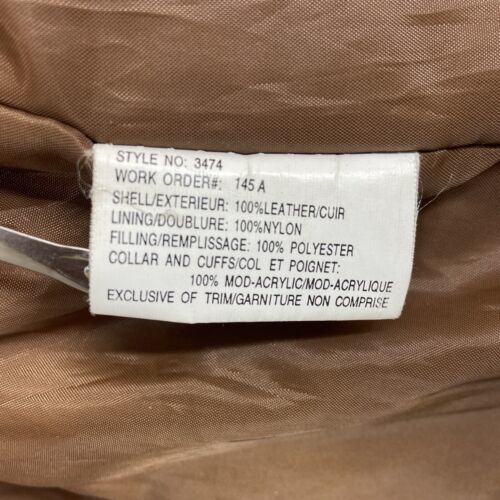 STYLE NO: 3474
WORK ORDER#: 145 A
SHELL/EXTERIEUR: 100%LEATHER/CUIR
LINING/DOUBLURE: 100%NYLON
FILLING/REMPLISSAGE: 100% POLYESTER
COLLAR AND CUFFS/COL ET POIGNET:
100% MOD-ACRYLIC/MOD-ACRYLIQUE
EXCLUSIVE OF TRIM/GARNITURE NON COMPRISE